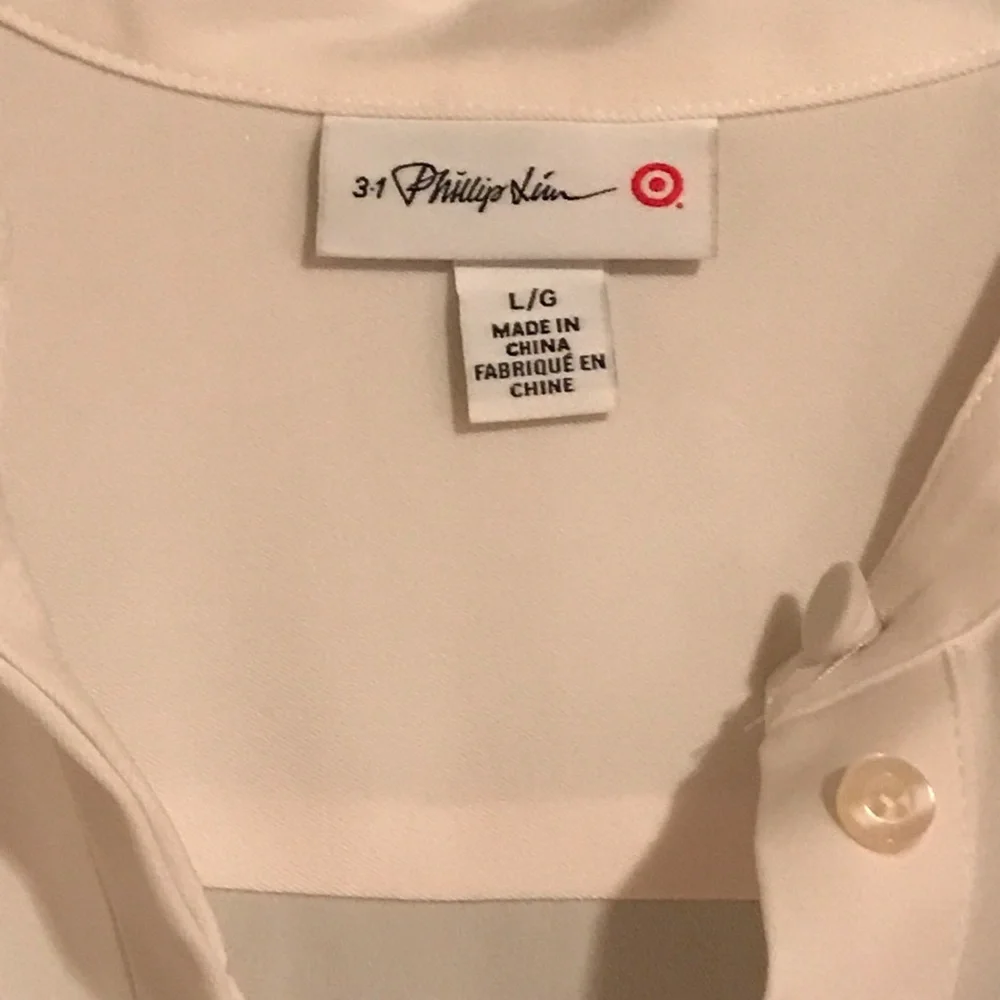 3·1 Phillip Lim
L/G
MADE IN
CHINA
FABRIQUÉ EN
CHINE